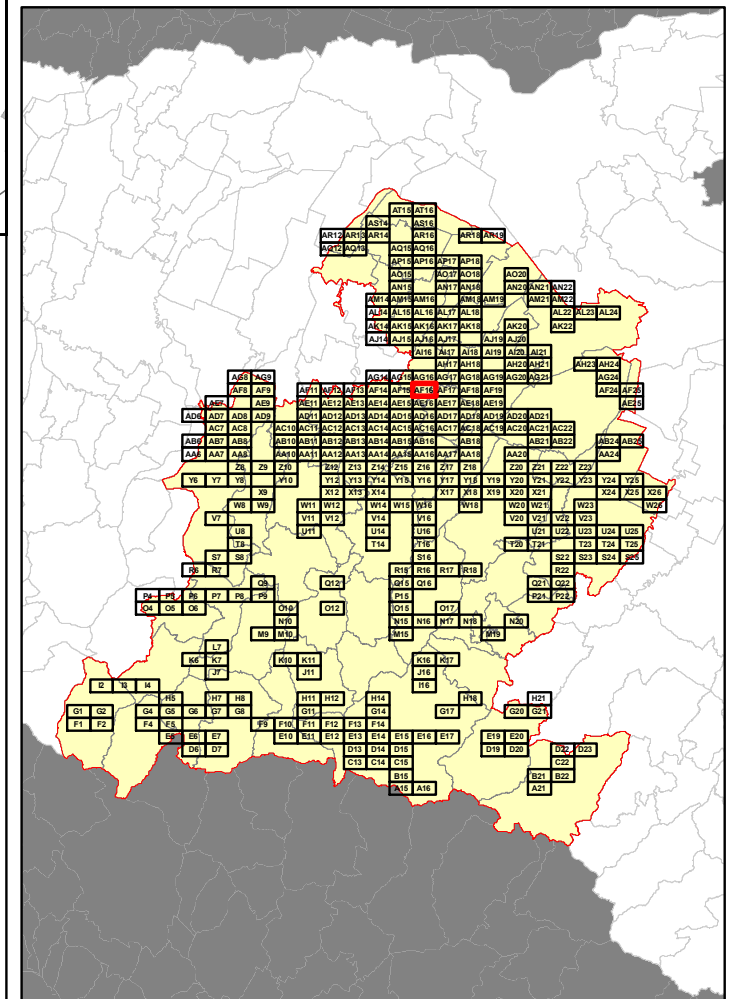 AT15 AT16
AS14 AS16
AR12 AR13 AR14 AR16 AR18 AR19
AQ12 AQ13 AQ15 AQ16
AP15 AP16 AP17 AP18
AO15 AO17 AO18 AO20
AN15 AN17 AN18 AN20 AN21 AN22
AM14 AM15 AM16 AM18 AM19 AM21 AM22
AL14 AL15 AL16 AL17 AL18 AL22 AL23 AL24
AK14 AK15 AK16 AK17 AK18 AK20 AK22
AJ14 AJ15 AJ16 AJ17 AJ19 AJ20
AI16 AI17 AI18 AI19 AI20 AI21
AH17 AH18 AH20 AH21 AH23 AH24
AG8 AG9 AG14 AG15 AG16 AG17 AG18 AG19 AG20 AG21 AG24
AF8 AF9 AF11 AF12 AF13 AF14 AF15 AF16 AF17 AF18 AF19 AF24 AF25
AE7 AE9 AE11 AE12 AE13 AE14 AE15 AE16 AE17 AE18 AE19 AE25
AD6 AD7 AD8 AD9 AD11 AD12 AD13 AD14 AD15 AD16 AD17 AD18 AD19 AD20 AD21
AC7 AC8 AC10 AC11 AC12 AC13 AC14 AC15 AC16 AC17 AC18 AC19 AC20 AC21 AC22
AB6 AB7 AB8 AB10 AB11 AB12 AB13 AB14 AB15 AB16 AB18 AB21 AB22 AB24 AB25
AA6 AA7 AA8 AA10 AA11 AA12 AA13 AA14 AA15 AA16 AA17 AA18 AA20 AA24
Z8 Z9 Z10 Z12 Z13 Z14 Z15 Z16 Z17 Z18 Z20 Z21 Z22 Z23
Y6 Y7 Y8 Y10 Y12 Y13 Y14 Y15 Y16 Y17 Y18 Y19 Y20 Y21 Y22 Y23 Y24 Y25
X9 X12 X13 X14 X17 X18 X19 X20 X21 X24 X25 X26
W8 W9 W11 W12 W14 W15 W16 W18 W20 W21 W23 W26
V7 V11 V12 V14 V16 V20 V21 V22 V23
U8 U11 U14 U16 U21 U22 U23 U24 U25
T8 T14 T16 T20 T21 T23 T24 T25
S7 S8 S16 S22 S23 S24 S25
R6 R7 R15 R16 R17 R18 R22
Q9 Q12 Q15 Q16 Q21 Q22
P4 P5 P6 P7 P8 P9 P15 P21 P22
O4 O5 O6 O10 O12 O15 O17
N10 N15 N16 N17 N18 N20
M9 M10 M15 M19
L7
K6 K7 K10 K11 K16 K17
J7 J11 J16
I2 I3 I4 I16
H5 H7 H8 H11 H12 H14 H18 H21
G1 G2 G4 G5 G6 G7 G8 G11 G17 G20 G21
F1 F2 F4 F5 F9 F10 F11 F12 F13 F14
E5 E6 E7 E10 E11 E12 E13 E14 E15 E16 E17 E19 E20
D6 D7 D13 D14 D15 D19 D20 D22 D23
C13 C14 C15 C22
B15 B21 B22
A15 A16 A21